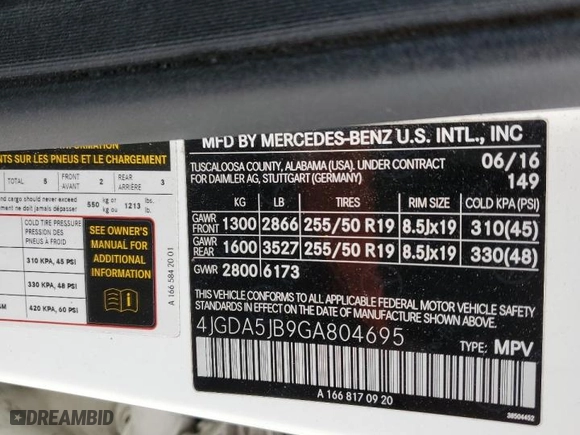 INFORMATION
NTS SUR LES PNEUS ET LE CHARGEMENT
TOTAL 5 FRONT AVANT 2 REAR ARRIÈRE 3
and cargo should never exceed 550 kg or 1213 lbs.
ment ne doit jamais dépasser kg ou lb.
COLD TIRE PRESSURE
PRESSION DES
PNEUS À FROID
310 KPA, 45 PSI
330 KPA, 48 PSI
420 KPA, 60 PSI
SEE OWNER'S
MANUAL FOR
ADDITIONAL
INFORMATION
A 166 584 20 01
MFD BY MERCEDES-BENZ U.S. INTL., INC
TUSCALOOSA COUNTY, ALABAMA (USA). UNDER CONTRACT
FOR DAIMLER AG, STUTTGART (GERMANY)
06/16
149
KG LB TIRES RIM SIZE COLD KPA(PSI)
GAWR FRONT 1300 2866 255/50 R19 8.5Jx19 310(45)
GAWR REAR 1600 3527 255/50 R19 8.5Jx19 330(48)
GVWR 2800 6173
THIS VEHICLE CONFORMS TO ALL APPLICABLE FEDERAL MOTOR VEHICLE SAFETY
IN EFFECT ON THE DATE OF MANUFACTURE SHOWN ABOVE.
4JGDA5JB9GA804695
TYPE: MPV
A 166 817 09 20
38504452
DREAMBID